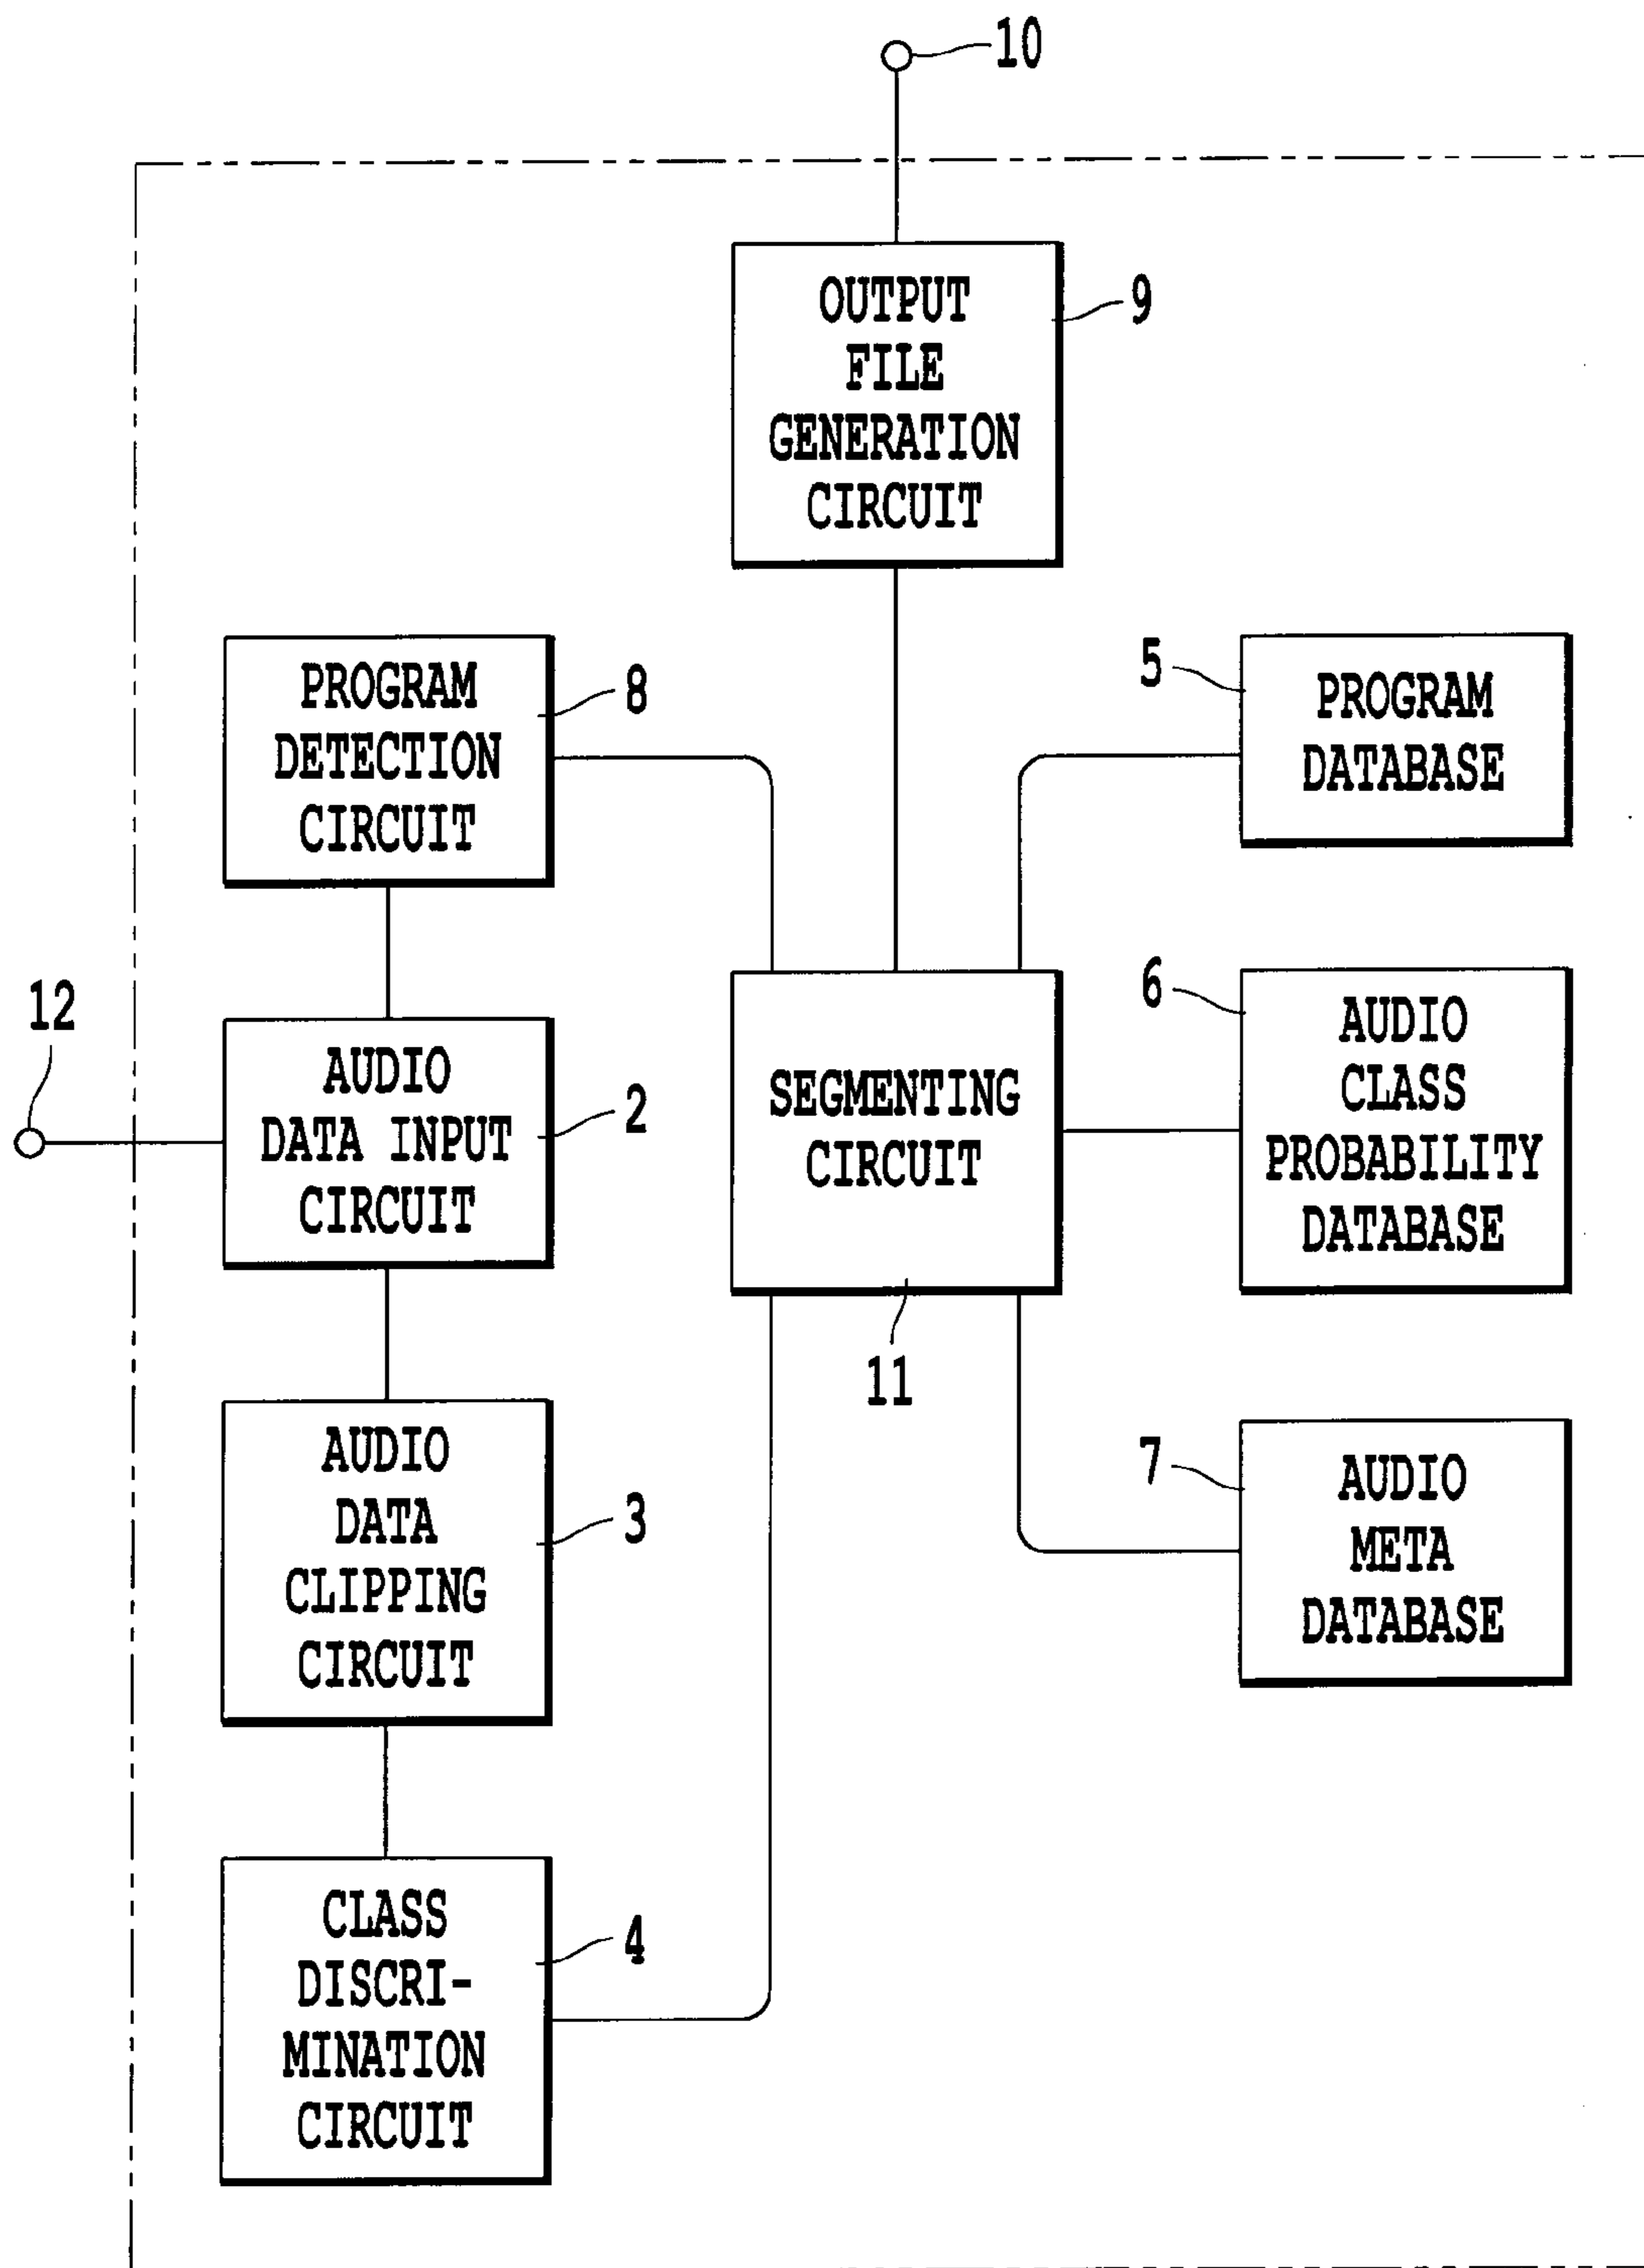 10
OUTPUT
FILE
GENERATION
CIRCUIT
9
PROGRAM
DETECTION
CIRCUIT
8
5
PROGRAM
DATABASE
12
AUDIO
DATA INPUT
CIRCUIT
2
SEGMENTING
CIRCUIT
11
6
AUDIO
CLASS
PROBABILITY
DATABASE
AUDIO
DATA
CLIPPING
CIRCUIT
3
7
AUDIO
META
DATABASE
CLASS
DISCRI-
MINATION
CIRCUIT
4